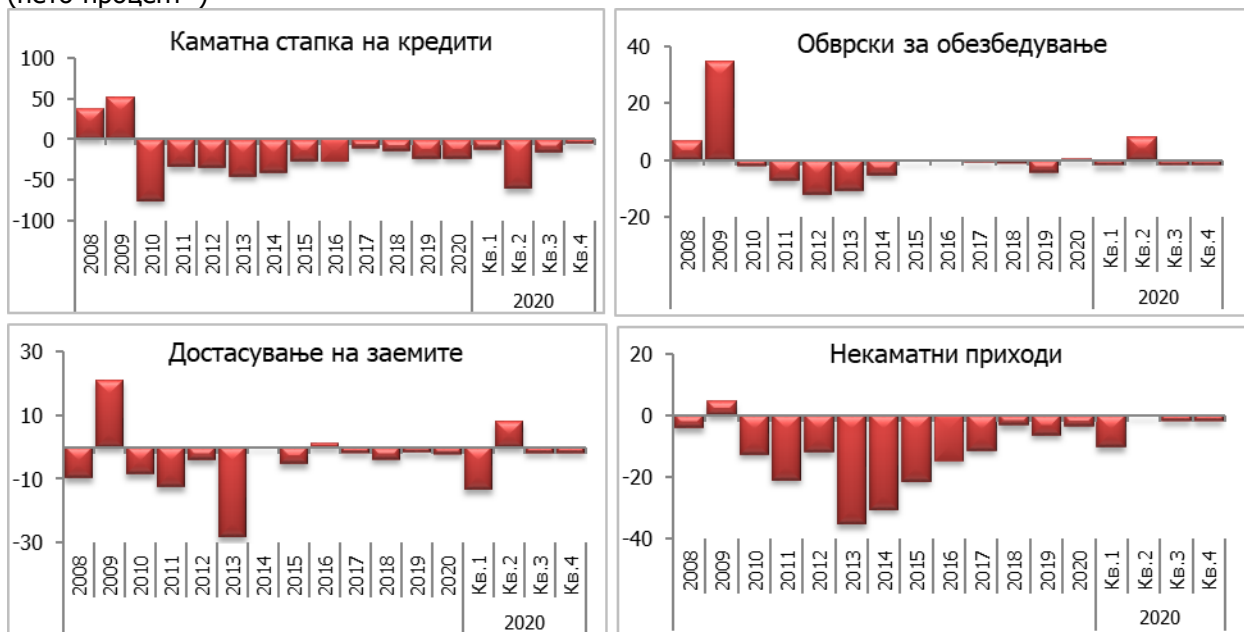 (нето процент )
Каматна стапка на кредити
100
50
0
-50
-100
2008 2009 2010 2011 2012 2013 2014 2015 2016 2017 2018 2019 2020 Кв.1 Кв.2 Кв.3 Кв.4
2020
Обврски за обезбедување
40
20
0
-20
2008 2009 2010 2011 2012 2013 2014 2015 2016 2017 2018 2019 2020 Кв.1 Кв.2 Кв.3 Кв.4
2020
Достасување на заемите
30
10
-10
-30
2008 2009 2010 2011 2012 2013 2014 2015 2016 2017 2018 2019 2020 Кв.1 Кв.2 Кв.3 Кв.4
2020
Некаматни приходи
20
0
-20
-40
2008 2009 2010 2011 2012 2013 2014 2015 2016 2017 2018 2019 2020 Кв.1 Кв.2 Кв.3 Кв.4
2020